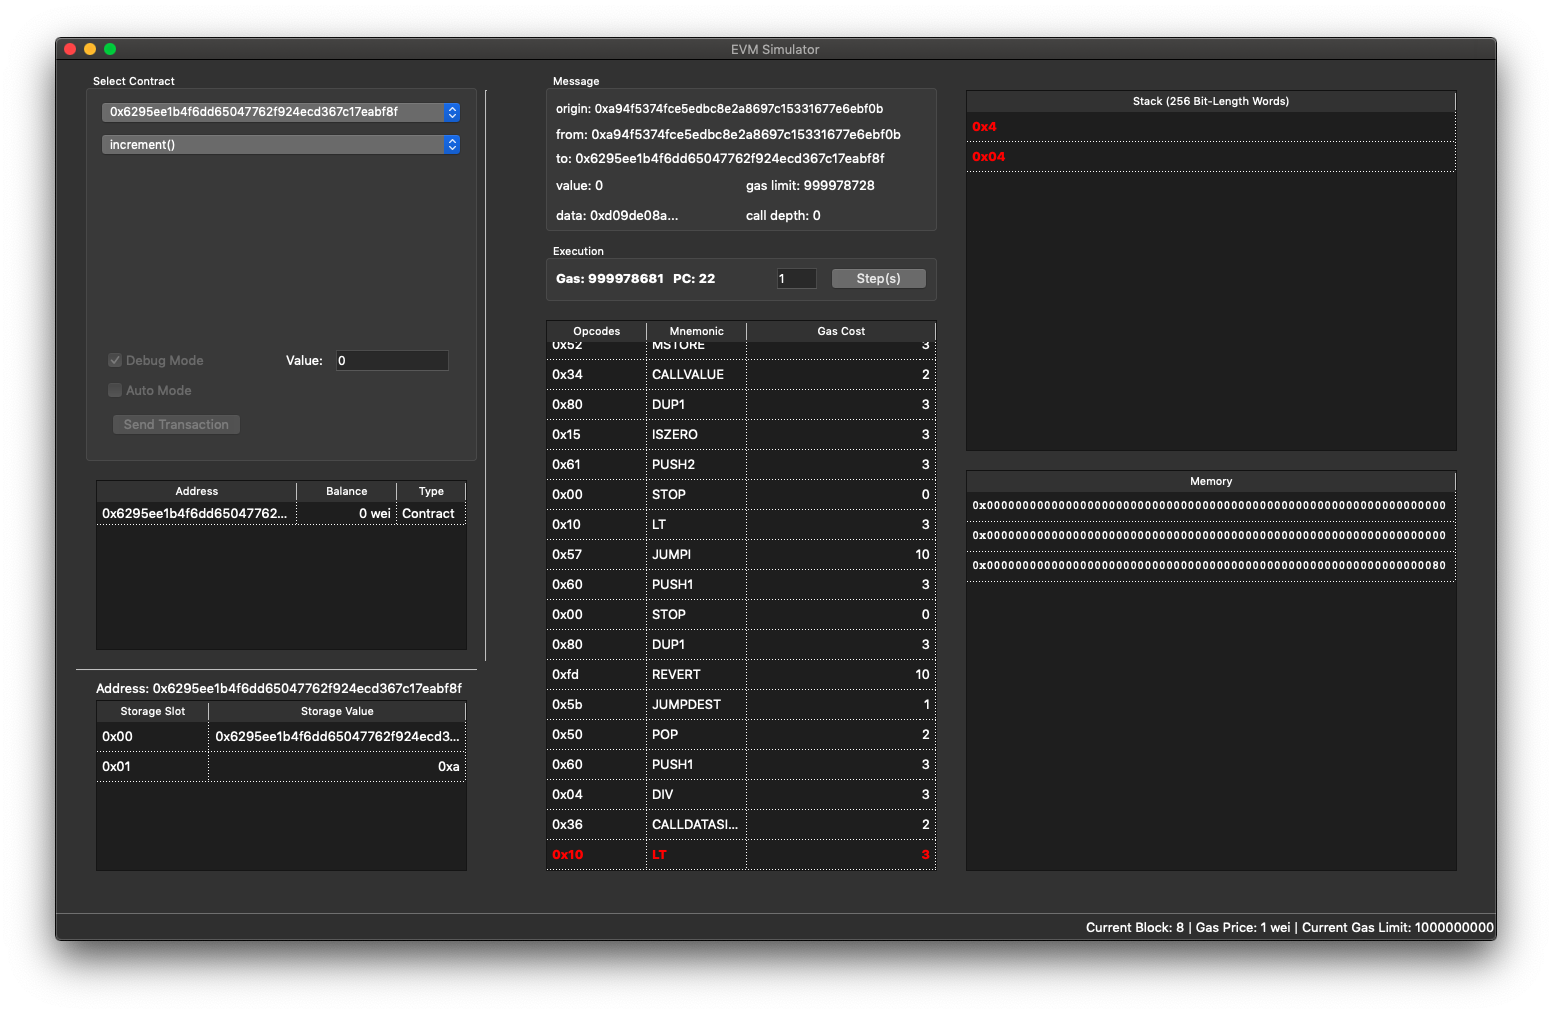 EVM Simulator
Select Contract
0x6295ee1b4f6dd65047762f924ecd367c17eabf8f
increment()
Debug Mode
Value: 0
Auto Mode
Send Transaction
Address Balance Type
0x6295ee1b4f6dd65047762... 0 wei Contract
Address: 0x6295ee1b4f6dd65047762f924ecd367c17eabf8f
Storage Slot Storage Value
0x00 0x6295ee1b4f6dd65047762f924ecd3...
0x01 0xa
Message
origin: 0xa94f5374fce5edbc8e2a8697c15331677e6ebf0b
from: 0xa94f5374fce5edbc8e2a8697c15331677e6ebf0b
to: 0x6295ee1b4f6dd65047762f924ecd367c17eabf8f
value: 0 gas limit: 999978728
data: 0xd09de08a... call depth: 0
Execution
Gas: 999978681 PC: 22 1 Step(s)
Opcodes Mnemonic Gas Cost
0x52 MSTORE 3
0x34 CALLVALUE 2
0x80 DUP1 3
0x15 ISZERO 3
0x61 PUSH2 3
0x00 STOP 0
0x10 LT 3
0x57 JUMPI 10
0x60 PUSH1 3
0x00 STOP 0
0x80 DUP1 3
0xfd REVERT 10
0x5b JUMPDEST 1
0x50 POP 2
0x60 PUSH1 3
0x04 DIV 3
0x36 CALLDATASI... 2
0x10 LT 3
Stack (256 Bit-Length Words)
0x4
0x04
Memory
0x0000000000000000000000000000000000000000000000000000000000000000
0x0000000000000000000000000000000000000000000000000000000000000000
0x0000000000000000000000000000000000000000000000000000000000000080
Current Block: 8 | Gas Price: 1 wei | Current Gas Limit: 1000000000